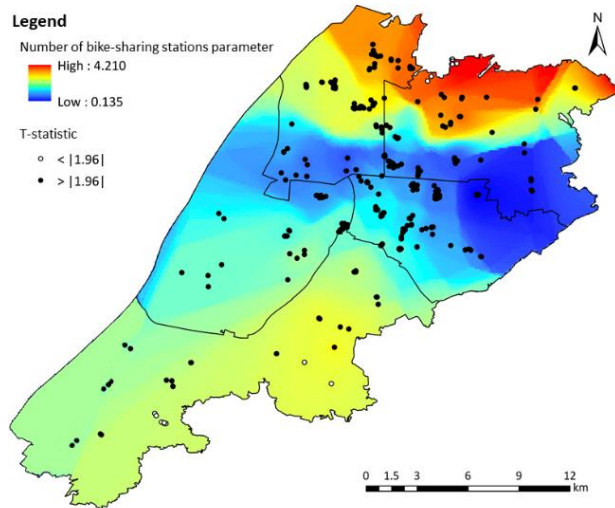 Legend
Number of bike-sharing stations parameter
High : 4.210
Low : 0.135
T-statistic
< |1.96|
> |1.96|
N
0 1.5 3 6 9 12
km